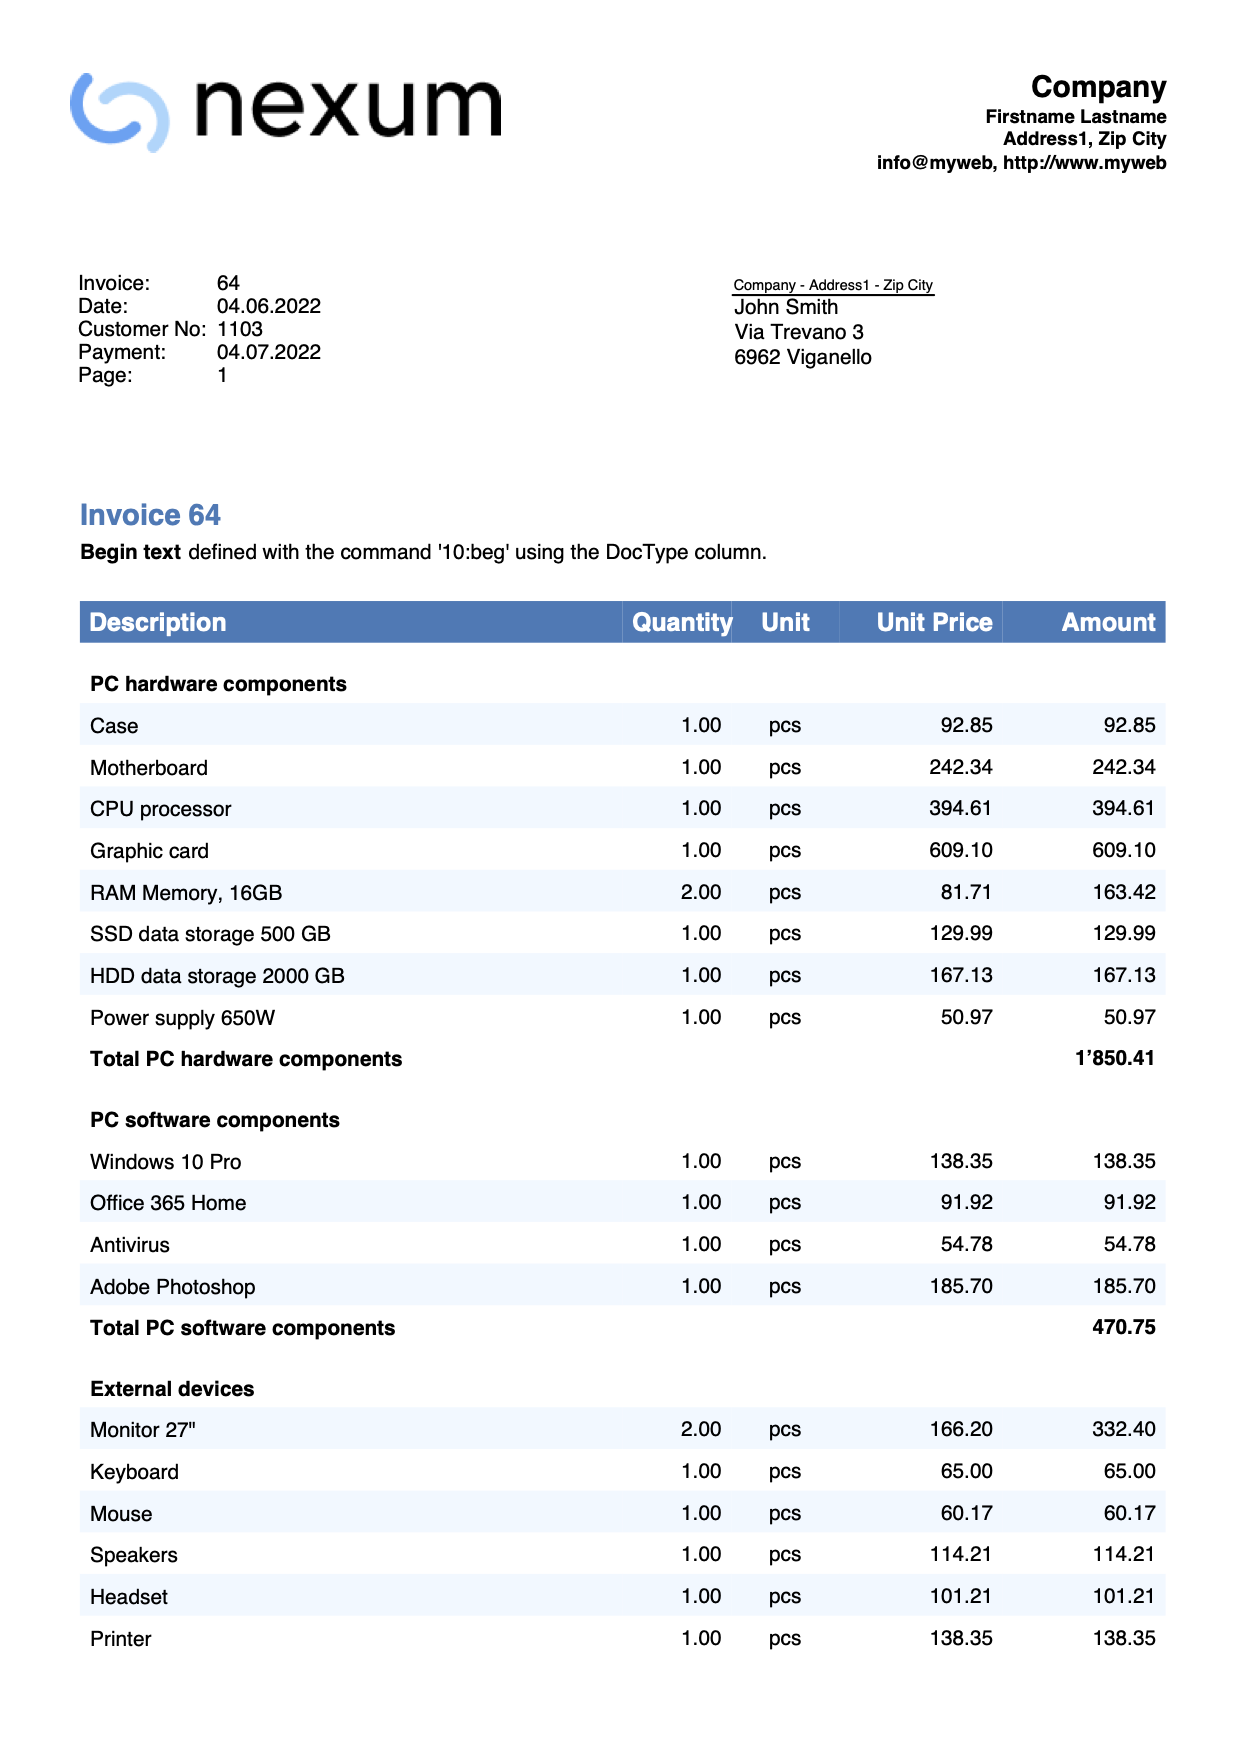 nexum
Company
Firstname Lastname
Address1, Zip City
info@myweb, http://www.myweb
Invoice: 64
Date: 04.06.2022
Customer No: 1103
Payment: 04.07.2022
Page: 1
Company - Address1 - Zip City
John Smith
Via Trevano 3
6962 Viganello
Invoice 64
Begin text defined with the command '10:beg' using the DocType column.
Description Quantity Unit Unit Price Amount
PC hardware components
Case 1.00 pcs 92.85 92.85
Motherboard 1.00 pcs 242.34 242.34
CPU processor 1.00 pcs 394.61 394.61
Graphic card 1.00 pcs 609.10 609.10
RAM Memory, 16GB 2.00 pcs 81.71 163.42
SSD data storage 500 GB 1.00 pcs 129.99 129.99
HDD data storage 2000 GB 1.00 pcs 167.13 167.13
Power supply 650W 1.00 pcs 50.97 50.97
Total PC hardware components 1’850.41
PC software components
Windows 10 Pro 1.00 pcs 138.35 138.35
Office 365 Home 1.00 pcs 91.92 91.92
Antivirus 1.00 pcs 54.78 54.78
Adobe Photoshop 1.00 pcs 185.70 185.70
Total PC software components 470.75
External devices
Monitor 27" 2.00 pcs 166.20 332.40
Keyboard 1.00 pcs 65.00 65.00
Mouse 1.00 pcs 60.17 60.17
Speakers 1.00 pcs 114.21 114.21
Headset 1.00 pcs 101.21 101.21
Printer 1.00 pcs 138.35 138.35